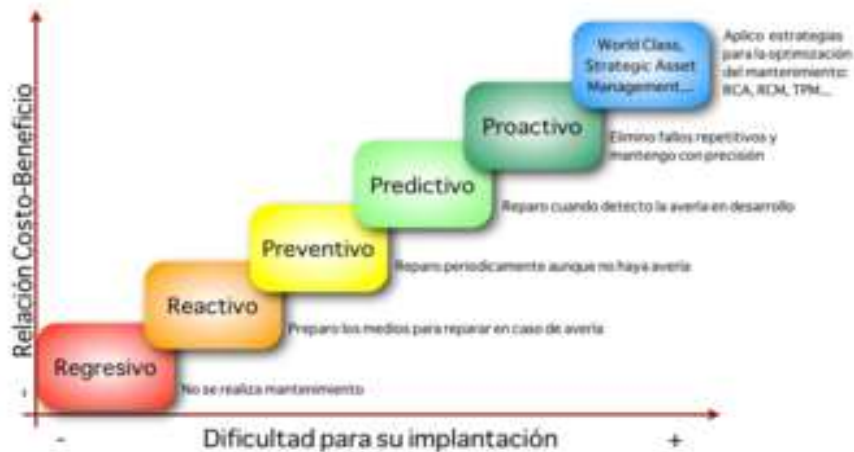 World Class,
Strategic Asset
Management...
Aplico estrategias
para la optimización
del mantenimiento:
RCA, RCM, TPM...
Proactivo
Elimino fallos repetitivos y
mantengo con precisión
Predictivo
Reparo cuando detecto la avería en desarrollo
Preventivo
Reparo periodicamente aunque no haya avería
Reactivo
Preparo los medios para reparar en caso de avería
Regresivo
No se realiza mantenimiento
Relación Costo-Beneficio
-
- Dificultad para su implantación +